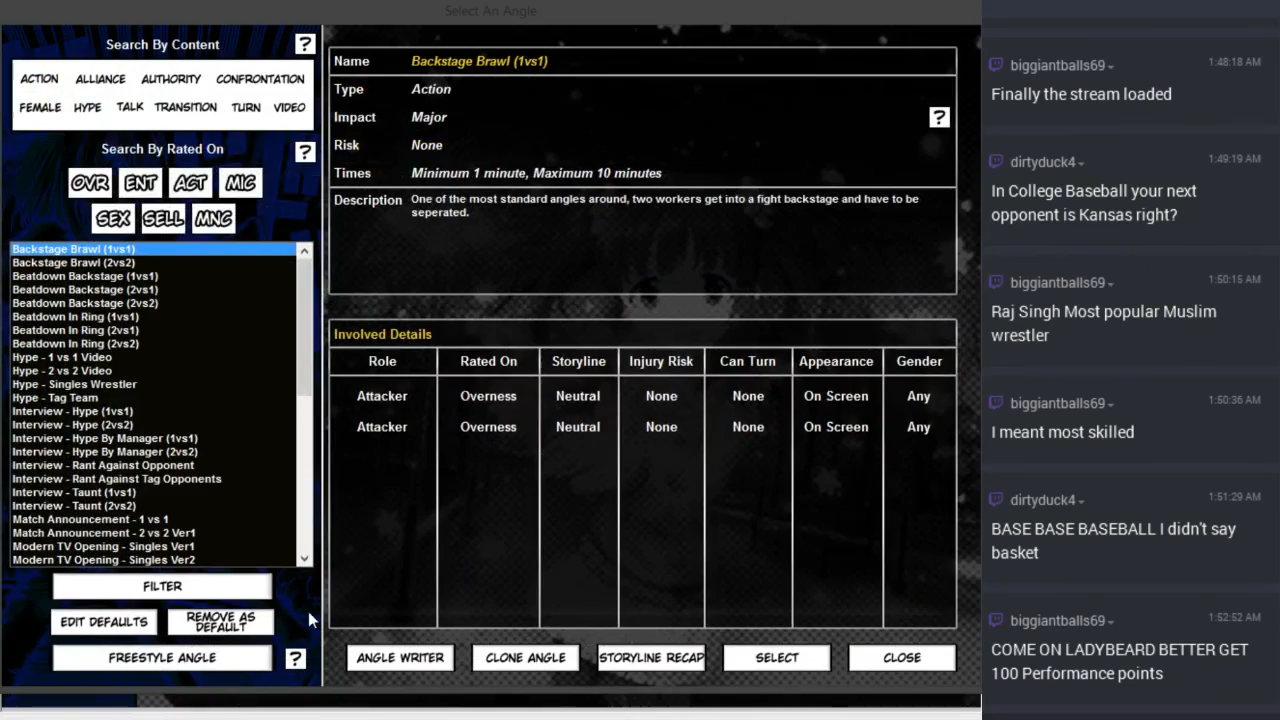 Select An Angle
Search By Content
?
ACTION ALLIANCE AUTHORITY CONFRONTATION
FEMALE HYPE TALK TRANSITION TURN VIDEO
Search By Rated On
?
OVR ENT ACT MIC
SEX SELL MNC
Backstage Brawl (1vs1)
Backstage Brawl (2vs2)
Beatdown Backstage (1vs1)
Beatdown Backstage (2vs1)
Beatdown Backstage (2vs2)
Beatdown In Ring (1vs1)
Beatdown In Ring (2vs1)
Beatdown In Ring (2vs2)
Hype - 1 vs 1 Video
Hype - 2 vs 2 Video
Hype - Singles Wrestler
Hype - Tag Team
Interview - Hype (1vs1)
Interview - Hype (2vs2)
Interview - Hype By Manager (1vs1)
Interview - Hype By Manager (2vs2)
Interview - Rant Against Opponent
Interview - Rant Against Tag Opponents
Interview - Taunt (1vs1)
Interview - Taunt (2vs2)
Match Announcement - 1 vs 1
Match Announcement - 2 vs 2 Ver1
Modern TV Opening - Singles Ver1
Modern TV Opening - Singles Ver2
FILTER
EDIT DEFAULTS
REMOVE AS
DEFAULT
FREESTYLE ANGLE
?
Name Backstage Brawl (1vs1)
Type Action
Impact Major
?
Risk None
Times Minimum 1 minute, Maximum 10 minutes
Description One of the most standard angles around, two workers get into a fight backstage and have to be
seperated.
Involved Details
Role Rated On Storyline Injury Risk Can Turn Appearance Gender
Attacker Overness Neutral None None On Screen Any
Attacker Overness Neutral None None On Screen Any
ANGLE WRITER CLONE ANGLE STORYLINE RECAP SELECT CLOSE
biggiantballs69 1:48:18 AM
Finally the stream loaded
dirtyduck4 1:49:19 AM
In College Baseball your next
opponent is Kansas right?
biggiantballs69 1:50:15 AM
Raj Singh Most popular Muslim
wrestler
biggiantballs69 1:50:36 AM
I meant most skilled
dirtyduck4 1:51:29 AM
BASE BASE BASEBALL I didn't say
basket
biggiantballs69 1:52:52 AM
COME ON LADYBEARD BETTER GET
100 Performance points